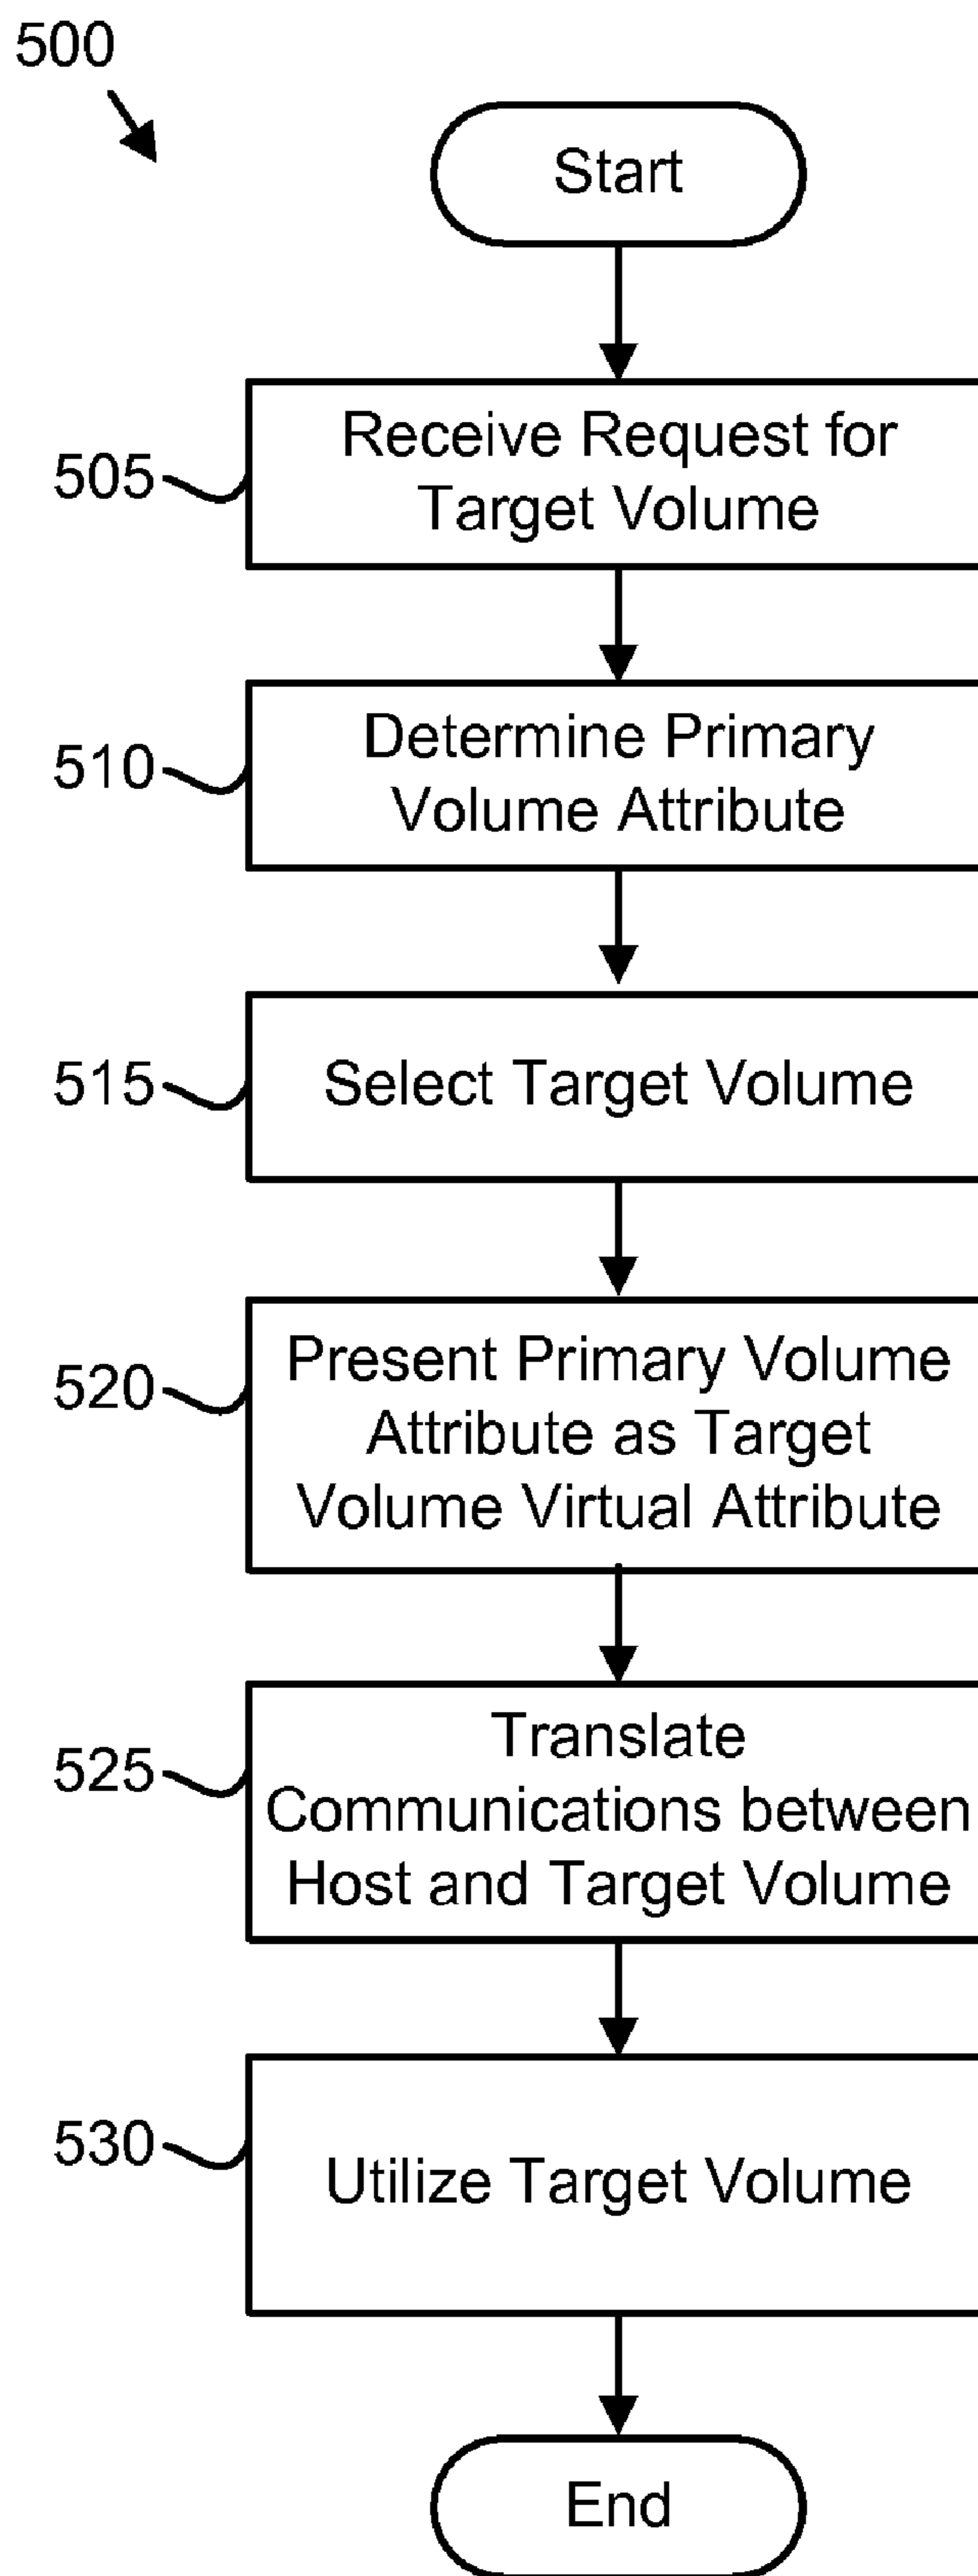 500
Start
505
Receive Request for
Target Volume
510
Determine Primary
Volume Attribute
515
Select Target Volume
520
Present Primary Volume
Attribute as Target
Volume Virtual Attribute
525
Translate
Communications between
Host and Target Volume
530
Utilize Target Volume
End